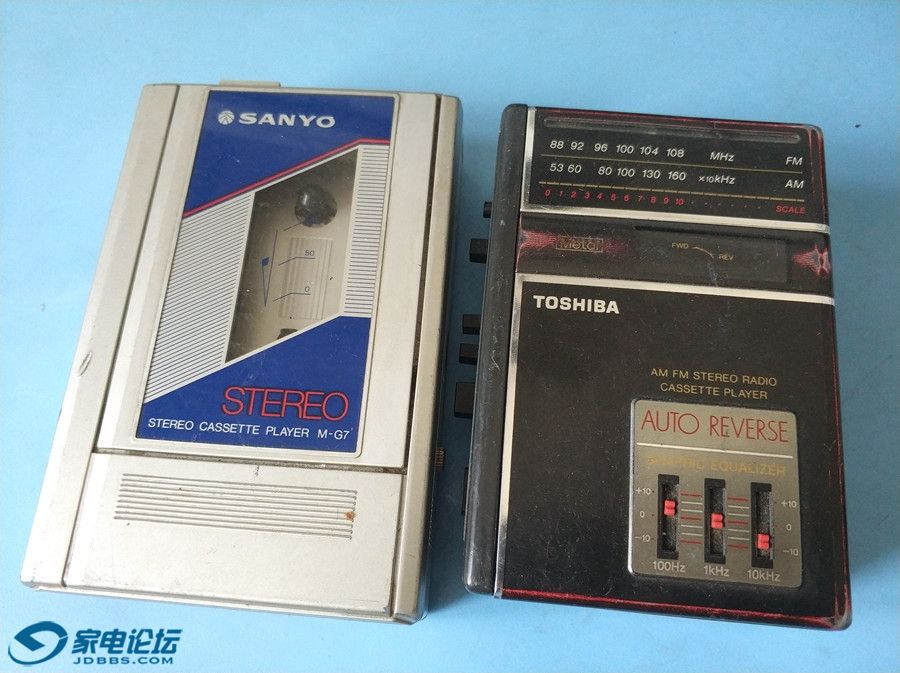 SANYO
50
0
STEREO
STEREO CASSETTE PLAYER M-G7
88 92 96 100 104 108 MHz FM
53 60 80 100 130 160 ×10kHz AM
0 1 2 3 4 5 6 7 8 9 10 SCALE
Metal
FWD
REV
TOSHIBA
AM FM STEREO RADIO
CASSETTE PLAYER
AUTO REVERSE
GRAPHIC EQUALIZER
+10 +10
0 0
-10 -10
100Hz 1kHz 10kHz
家电论坛
JDBBS.COM